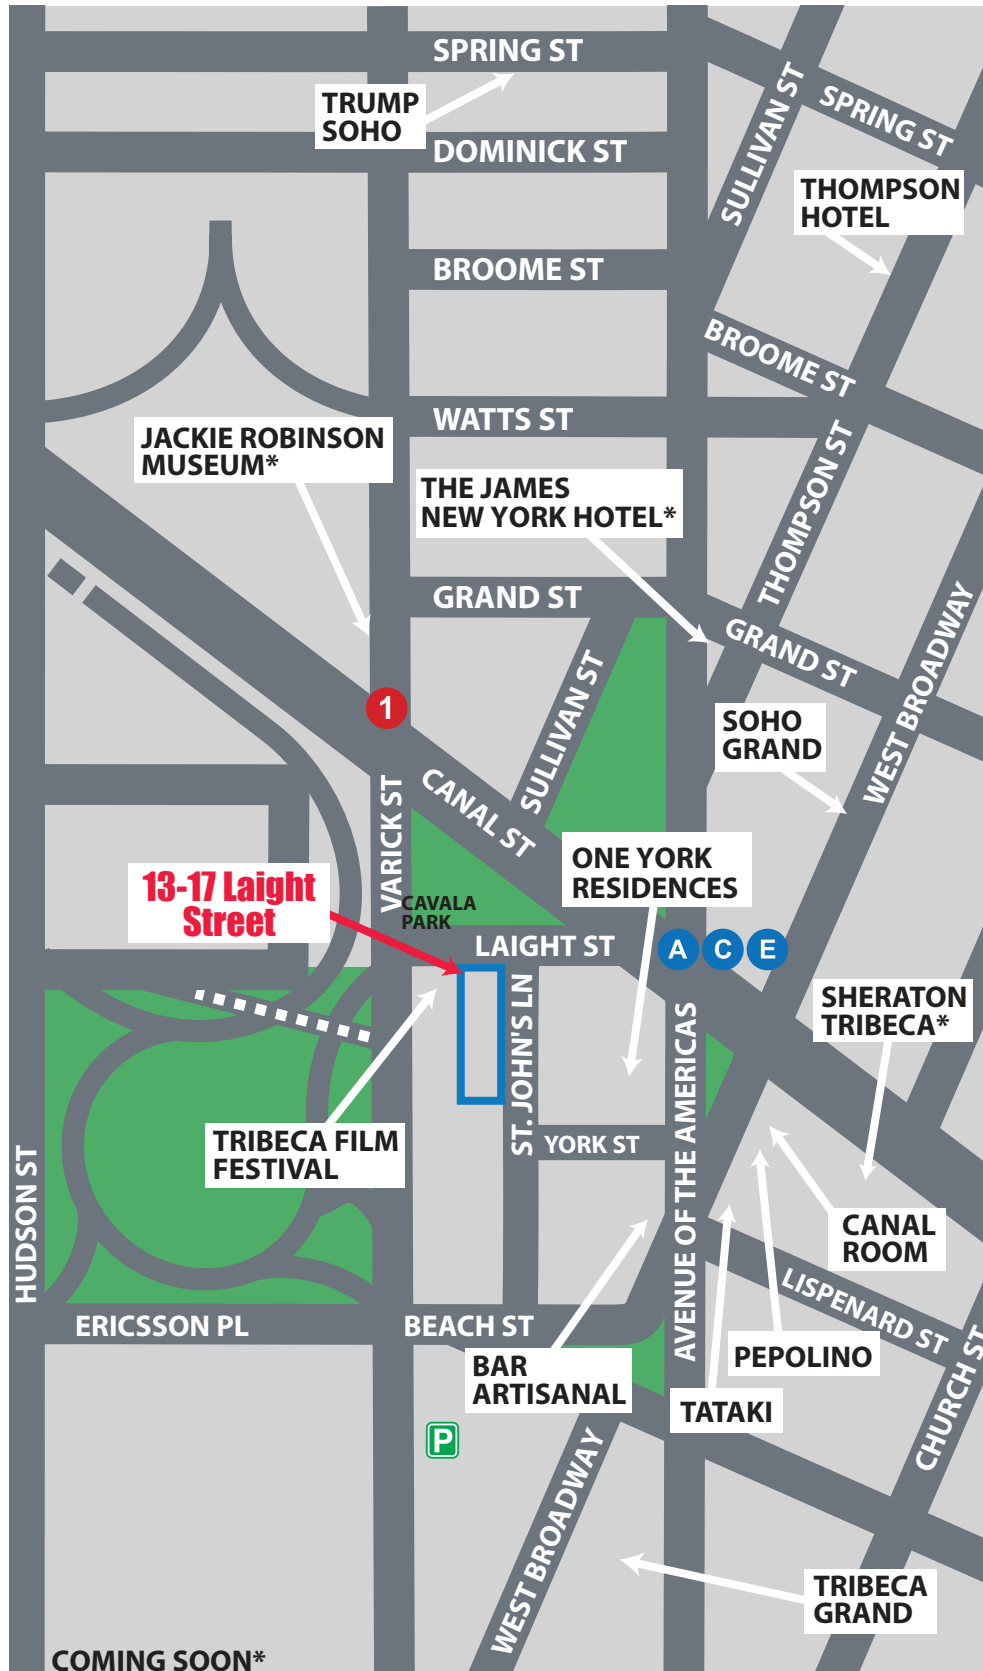 SPRING ST
TRUMP
SOHO
SPRING ST
SULLIVAN ST
DOMINICK ST
THOMPSON
HOTEL
BROOME ST
BROOME ST
WATTS ST
JACKIE ROBINSON
MUSEUM*
THE JAMES
NEW YORK HOTEL*
THOMPSON ST
GRAND ST
GRAND ST
WEST BROADWAY
SULLIVAN ST
1
SOHO
GRAND
CANAL ST
VARICK ST
ONE YORK
RESIDENCES
13-17 Laight
Street
CAVALA
PARK
LAIGHT ST
A
C
E
SHERATON
TRIBECA*
ST. JOHN'S LN
AVENUE OF THE AMERICAS
TRIBECA FILM
FESTIVAL
YORK ST
HUDSON ST
CANAL
ROOM
LISPENARD ST
ERICSSON PL
BEACH ST
PEPOLINO
BAR
ARTISANAL
TATAKI
CHURCH ST
P
WEST BROADWAY
TRIBECA
GRAND
COMING SOON*